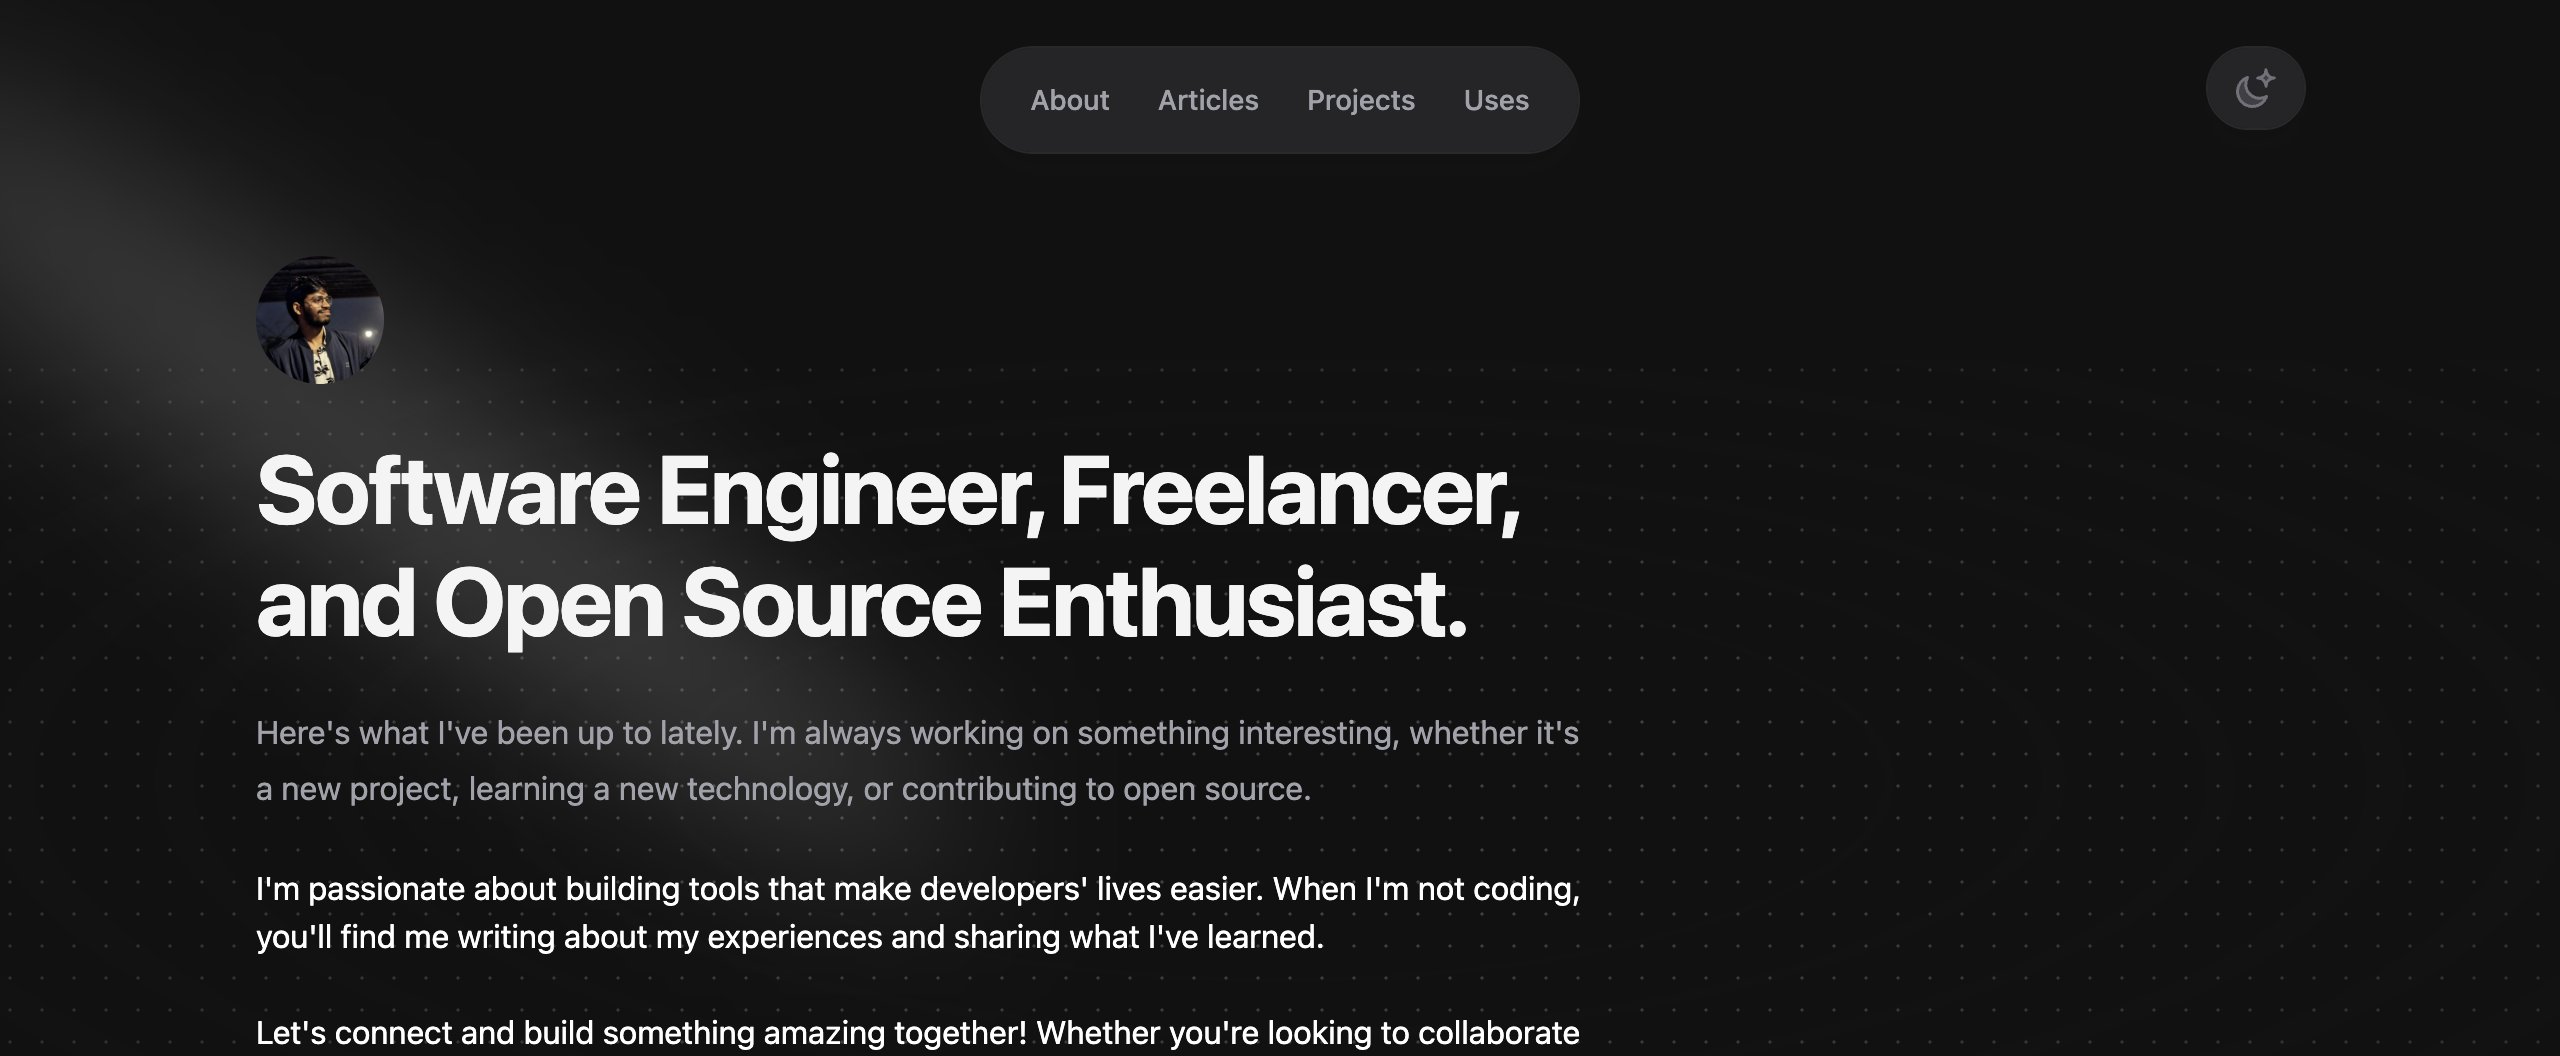 About Articles Projects Uses
Software Engineer, Freelancer,
and Open Source Enthusiast.
Here's what I've been up to lately. I'm always working on something interesting, whether it's
a new project, learning a new technology, or contributing to open source.
I'm passionate about building tools that make developers' lives easier. When I'm not coding,
you'll find me writing about my experiences and sharing what I've learned.
Let's connect and build something amazing together! Whether you're looking to collaborate